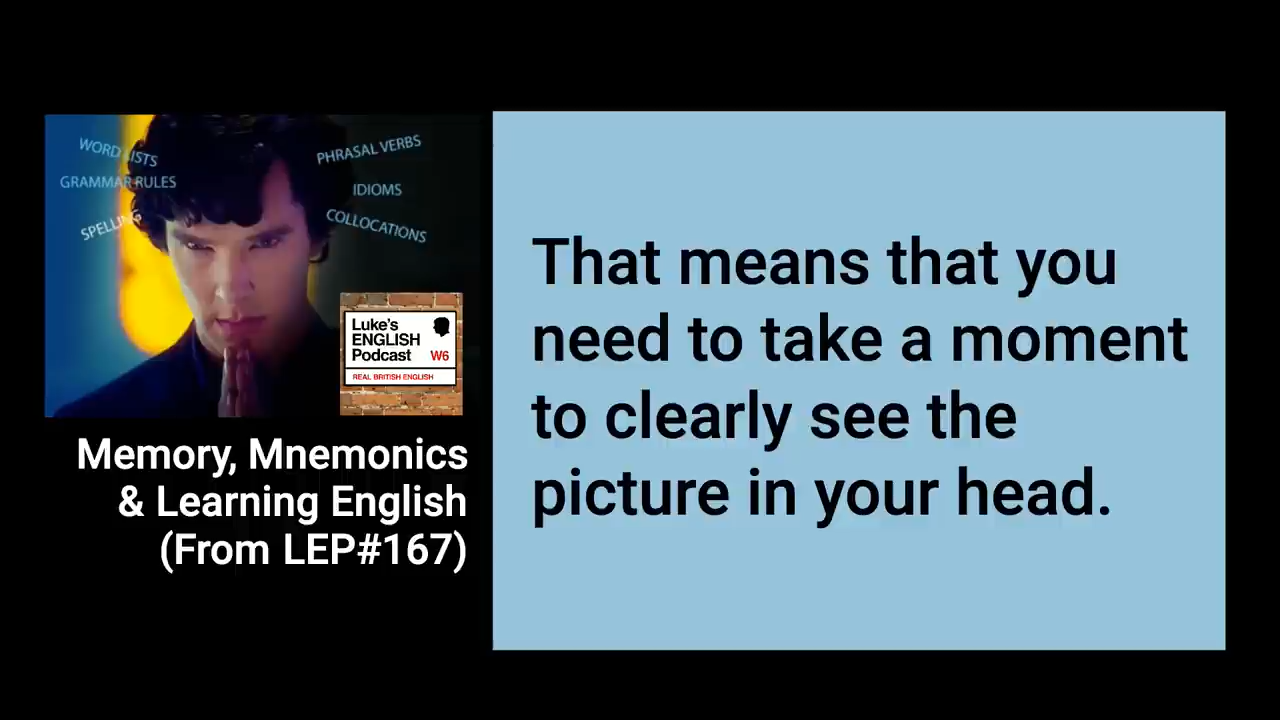 WORD LISTS
GRAMMAR RULES
SPELLING
PHRASAL VERBS
IDIOMS
COLLOCATIONS
Luke's
ENGLISH
Podcast W6
REAL BRITISH ENGLISH
Memory, Mnemonics
& Learning English
(From LEP#167)
That means that you
need to take a moment
to clearly see the
picture in your head.